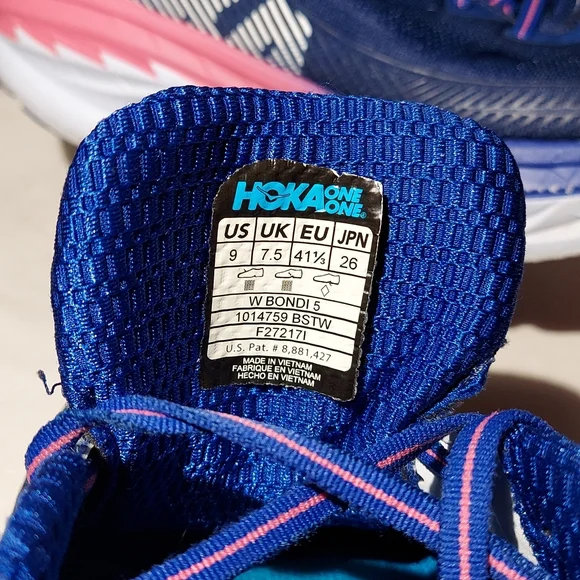 HOKA ONE ONE®
US UK EU JPN
9 7.5 41⅓ 26
W BONDI 5
1014759 BSTW
F27217I
U.S. Pat. # 8,881,427
MADE IN VIETNAM
FABRIQUE EN VIETNAM
HECHO EN VIETNAM